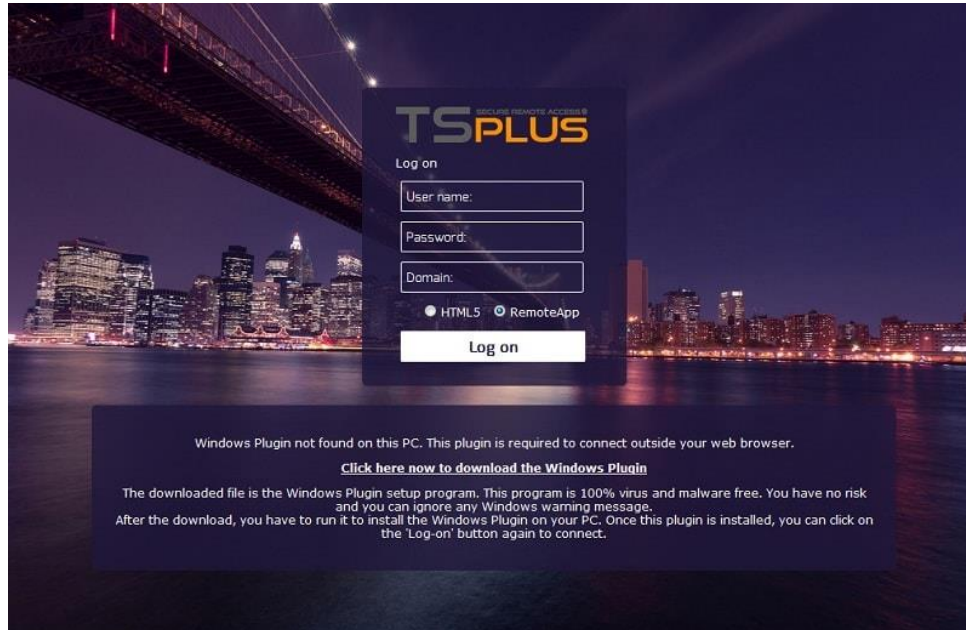 SECURE REMOTE ACCESS®
TSPLUS
Log on
User name:
Password:
Domain:
HTML5 RemoteApp
Log on
Windows Plugin not found on this PC. This plugin is required to connect outside your web browser.
Click here now to download the Windows Plugin
The downloaded file is the Windows Plugin setup program. This program is 100% virus and malware free. You have no risk
and you can ignore any Windows warning message.
After the download, you have to run it to install the Windows Plugin on your PC. Once this plugin is installed, you can click on
the 'Log-on' button again to connect.